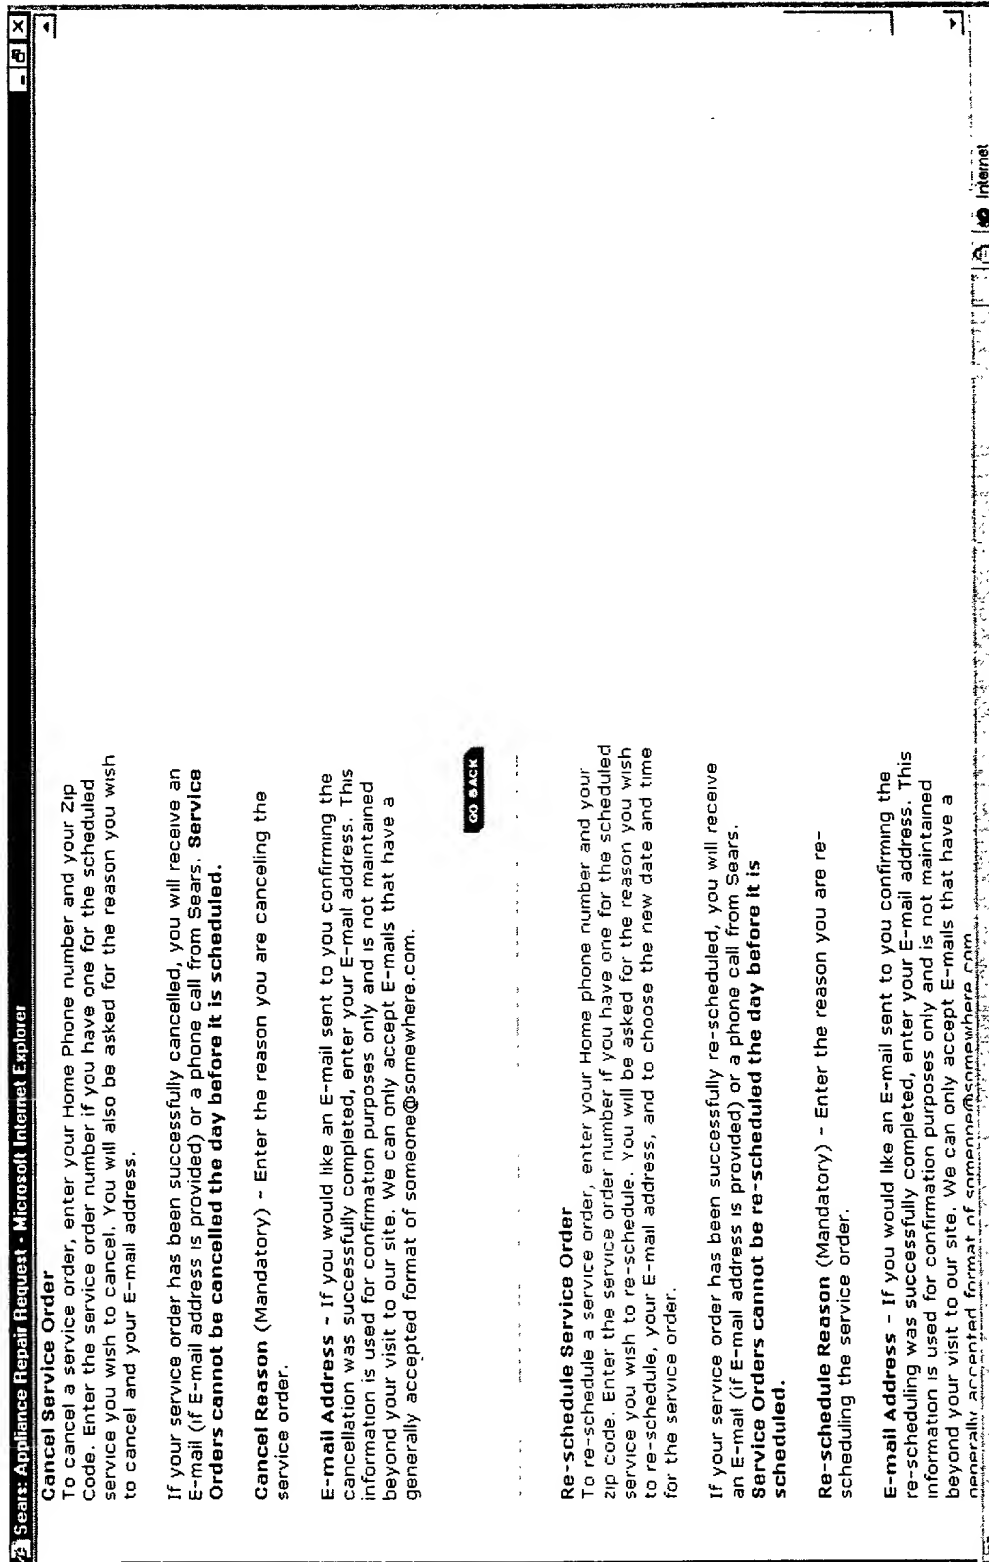 Sears: Appliance Repair Request - Microsoft Internet Explorer
Cancel Service Order
To cancel a service order, enter your Home Phone number and your Zip
Code. Enter the service order number if you have one for the scheduled
service you wish to cancel. You will also be asked for the reason you wish
to cancel and your E-mail address.
If your service order has been successfully cancelled, you will receive an
E-mail (if E-mail address is provided) or a phone call from Sears. Service
Orders cannot be cancelled the day before it is scheduled.
Cancel Reason (Mandatory) - Enter the reason you are canceling the
service order.
E-mail Address - If you would like an E-mail sent to you confirming the
cancellation was successfully completed, enter your E-mail address. This
information is used for confirmation purposes only and is not maintained
beyond your visit to our site. We can only accept E-mails that have a
generally accepted format of someone@somewhere.com.
GO BACK
Re-schedule Service Order
To re-schedule a service order, enter your Home phone number and your
zip code. Enter the service order number if you have one for the scheduled
service you wish to re-schedule. You will be asked for the reason you wish
to re-schedule, your E-mail address, and to choose the new date and time
for the service order.
If your service order has been successfully re-scheduled, you will receive
an E-mail (if E-mail address is provided) or a phone call from Sears.
Service Orders cannot be re-scheduled the day before it is
scheduled.
Re-schedule Reason (Mandatory) - Enter the reason you are re-
scheduling the service order.
E-mail Address - If you would like an E-mail sent to you confirming the
re-scheduling was successfully completed, enter your E-mail address. This
information is used for confirmation purposes only and is not maintained
beyond your visit to our site. We can only accept E-mails that have a
generally accepted format of someone@somewhere.com
Internet